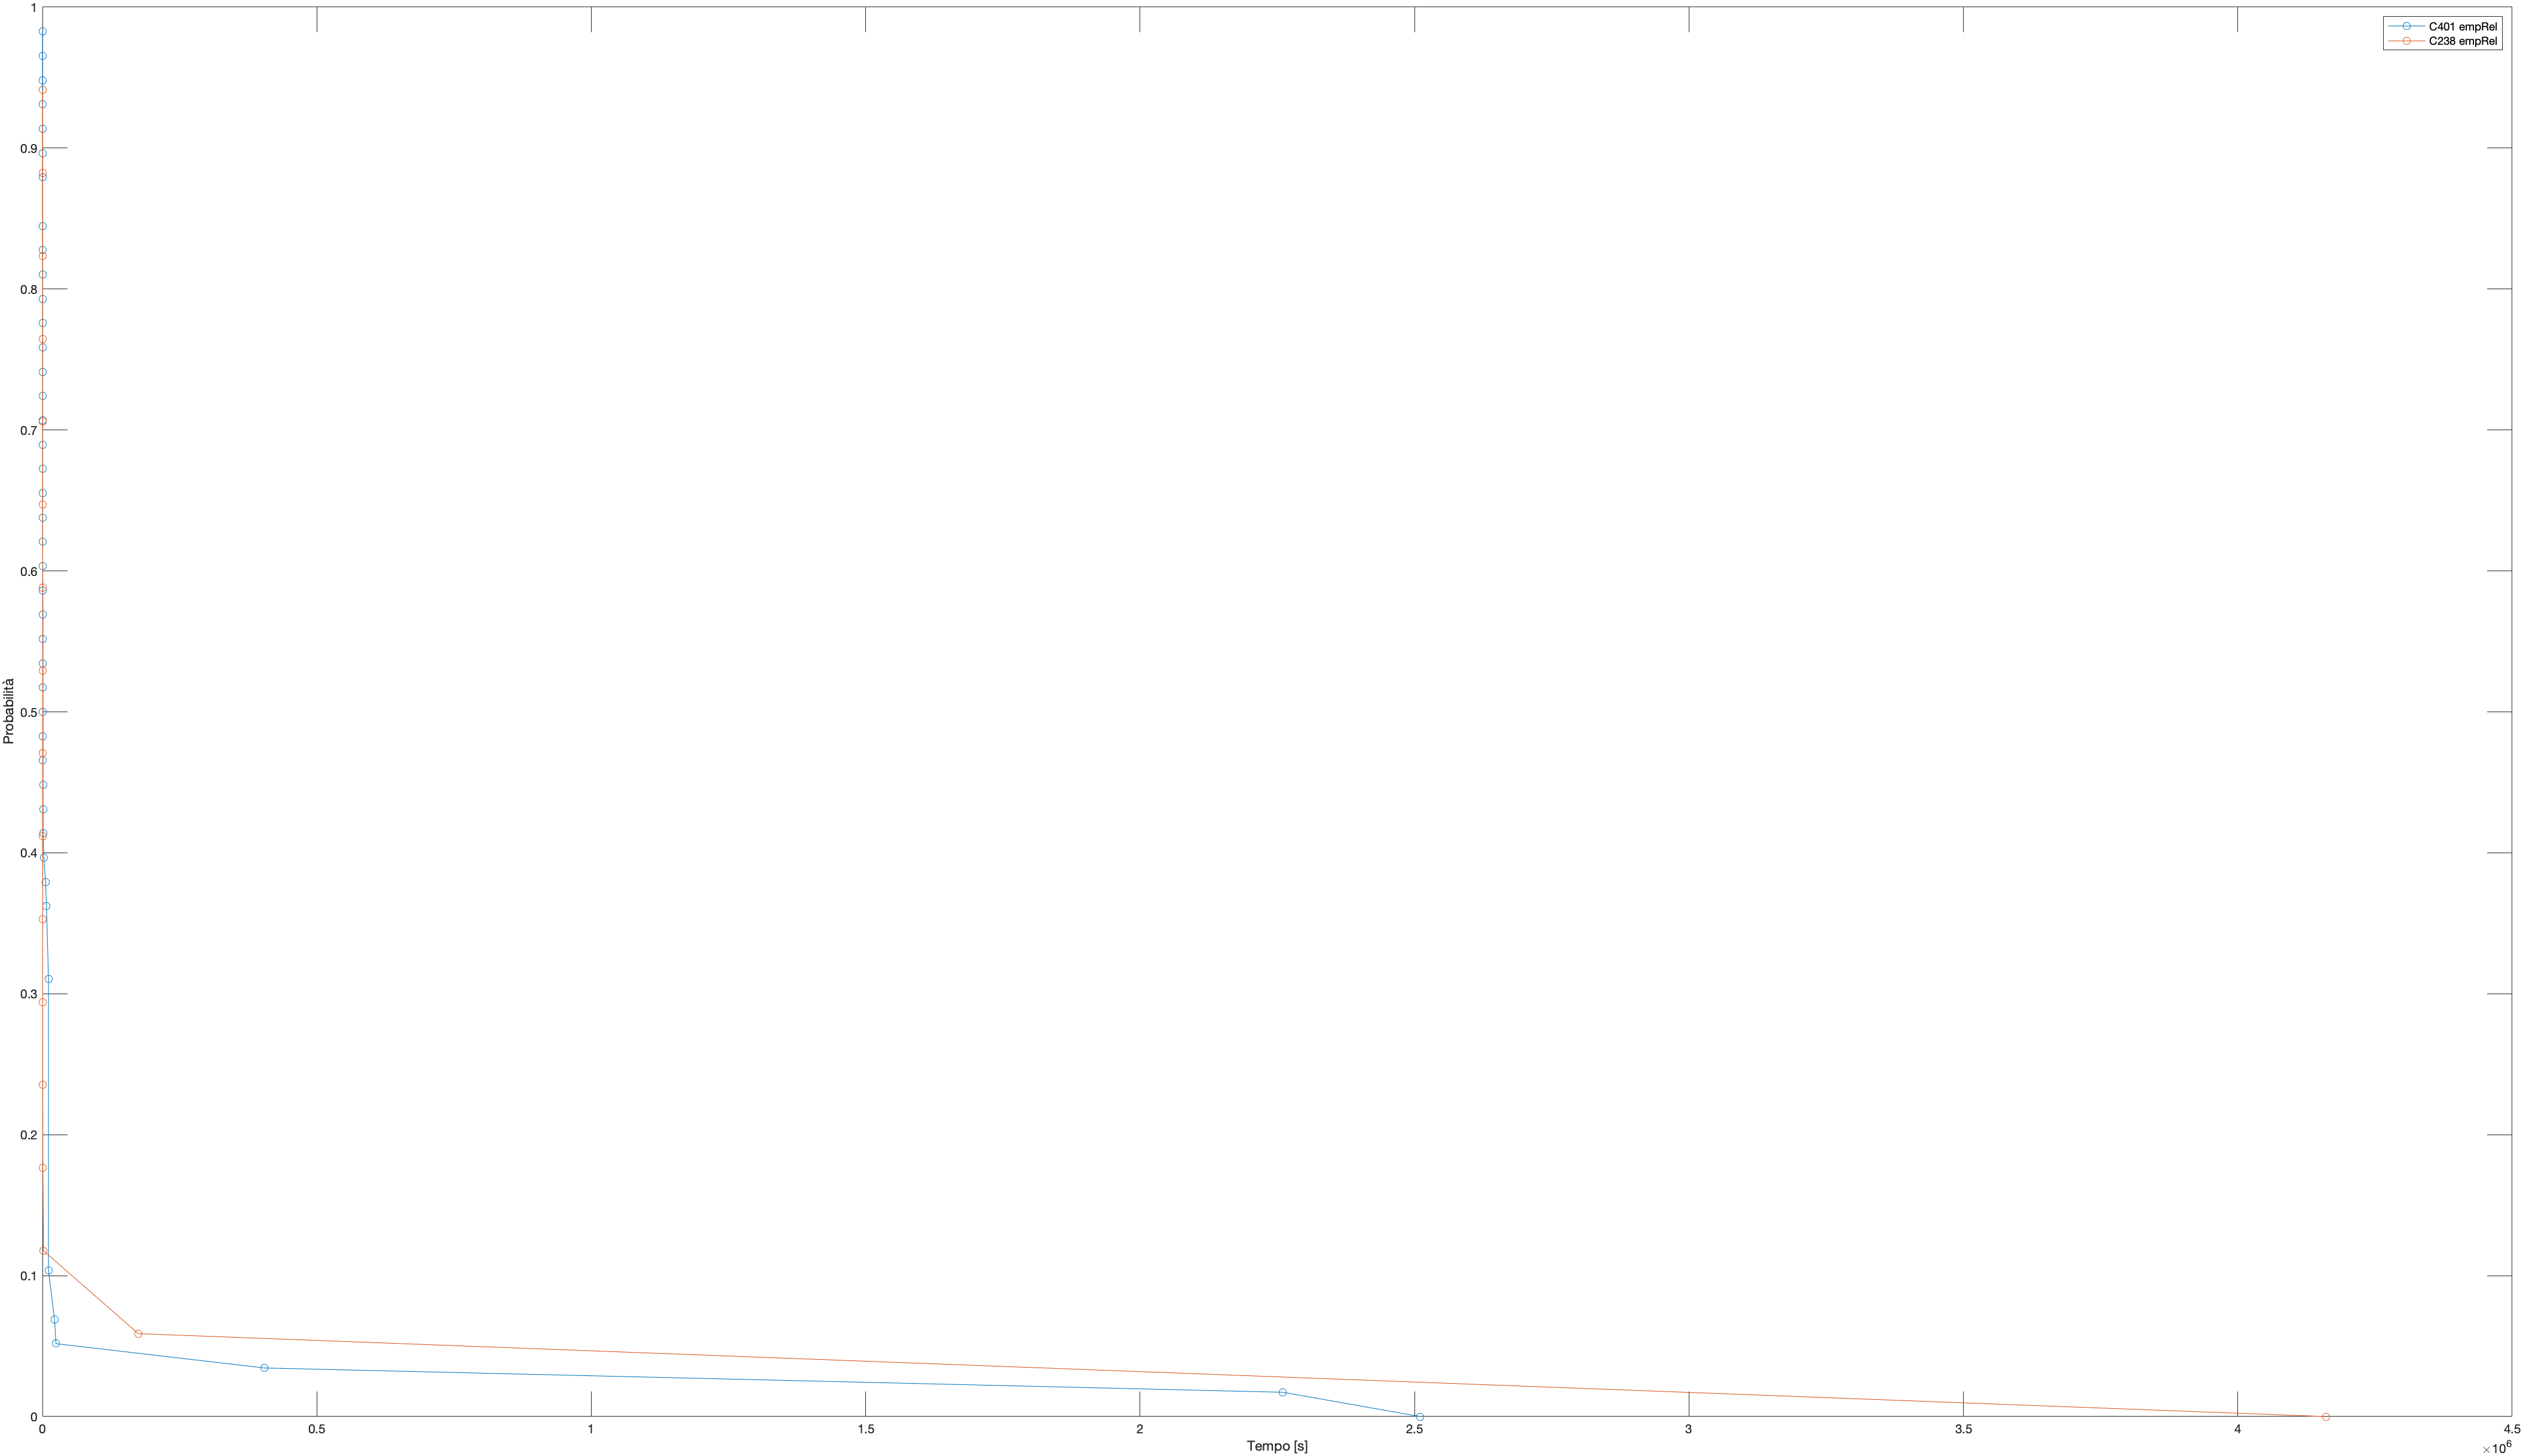 1
0.9
0.8
0.7
0.6
0.5
0.4
0.3
0.2
0.1
0
Probabilità
C401 empRel
C238 empRel
0 0.5 1 1.5 2 2.5 3 3.5 4 4.5
Tempo [s]
×10⁶